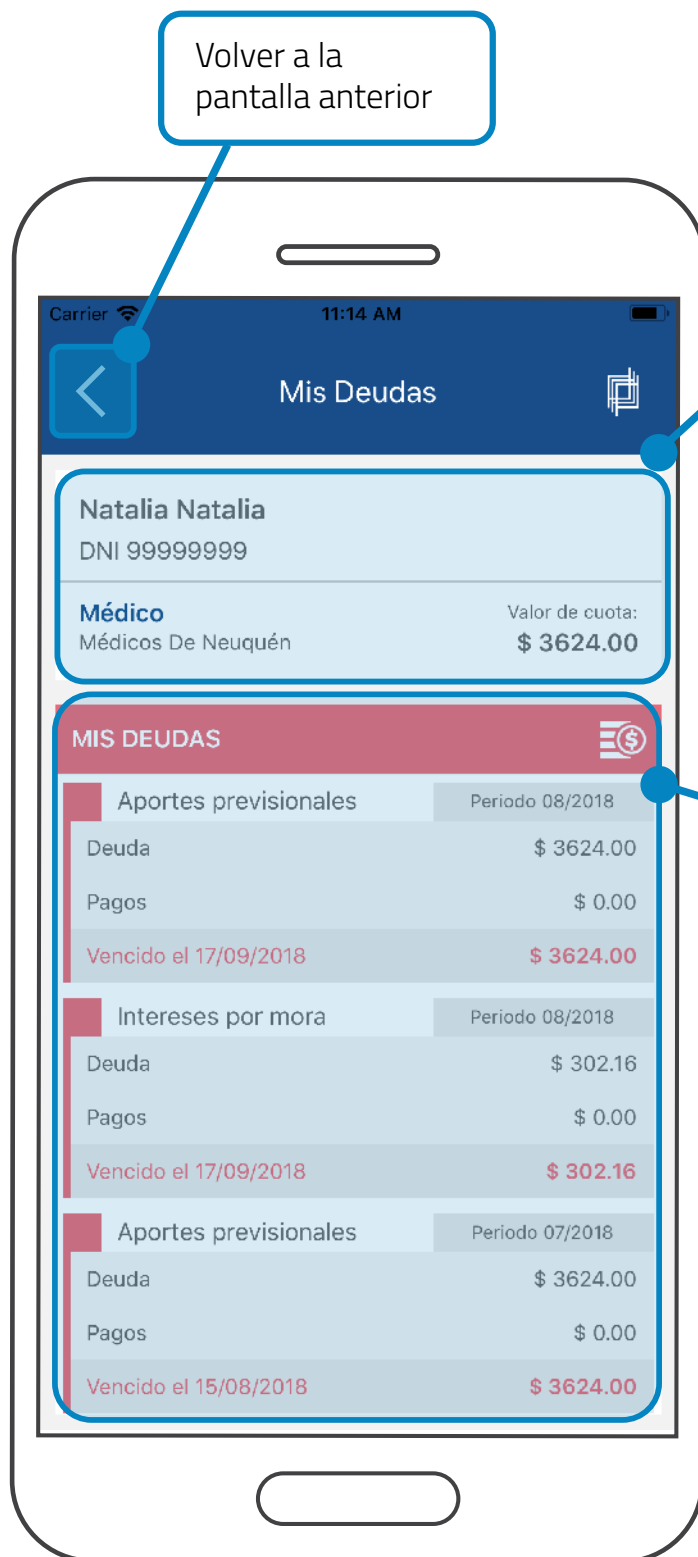 Volver a la
pantalla anterior
Carrier 11:14 AM
Mis Deudas
Natalia Natalia
DNI 99999999
Médico Valor de cuota:
Médicos De Neuquén $ 3624.00
MIS DEUDAS
Aportes previsionales Periodo 08/2018
Deuda $ 3624.00
Pagos $ 0.00
Vencido el 17/09/2018 $ 3624.00
Intereses por mora Periodo 08/2018
Deuda $ 302.16
Pagos $ 0.00
Vencido el 17/09/2018 $ 302.16
Aportes previsionales Periodo 07/2018
Deuda $ 3624.00
Pagos $ 0.00
Vencido el 15/08/2018 $ 3624.00